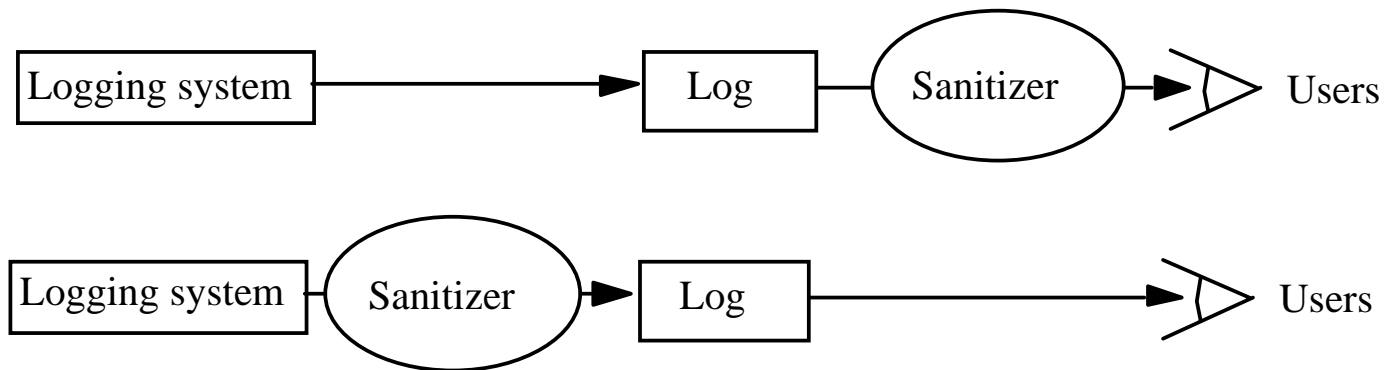 Logging system
Log
Sanitizer
Users
Logging system
Sanitizer
Log
Users